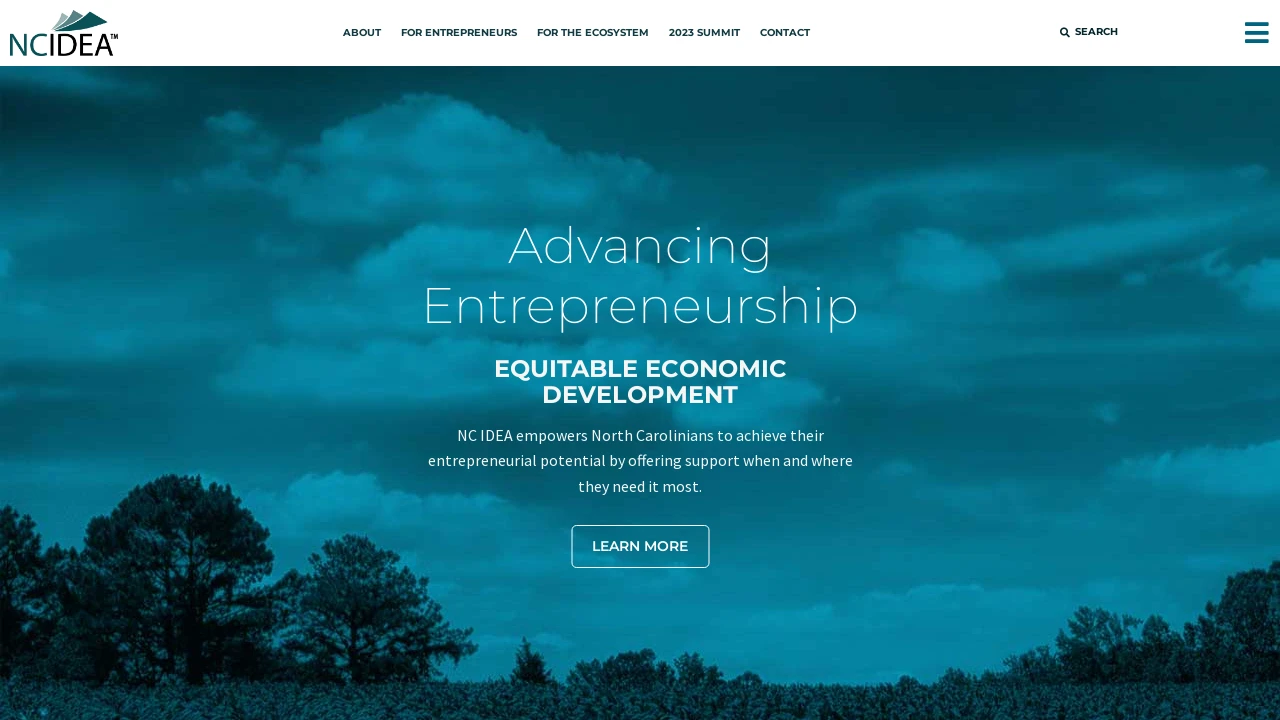 NCIDEA™
ABOUT FOR ENTREPRENEURS FOR THE ECOSYSTEM 2023 SUMMIT CONTACT SEARCH
Advancing
Entrepreneurship
EQUITABLE ECONOMIC
DEVELOPMENT
NC IDEA empowers North Carolinians to achieve their
entrepreneurial potential by offering support when and where
they need it most.
LEARN MORE